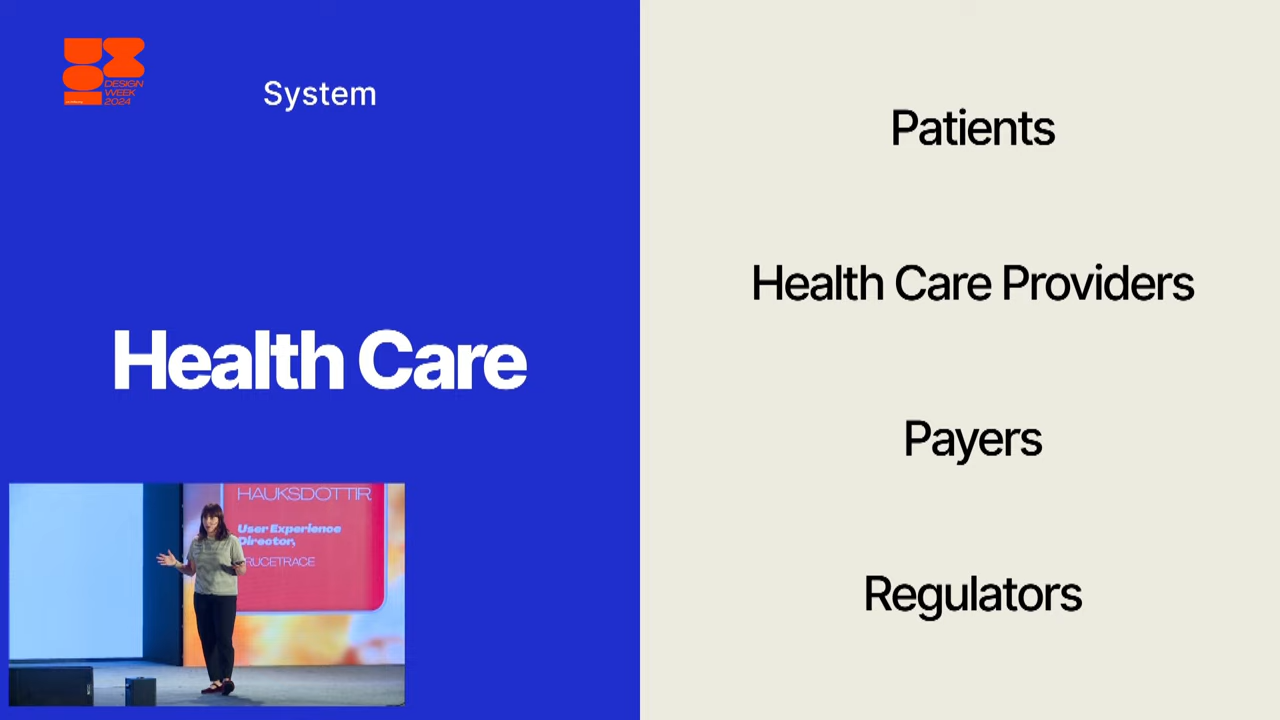 DESIGN
WEEK
2024
System
Health Care
Patients
Health Care Providers
Payers
Regulators
HAUKSDOTTIR,
User Experience
Director,